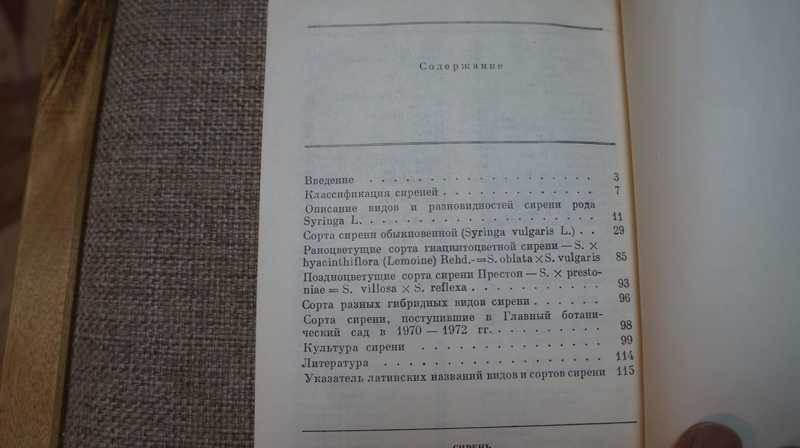 Содержание
Введение . . . . . . . . . . . . . . 3
Классификация сиреней . . . . . . . . . . . 7
Описание видов и разновидностей сирени рода
Syringa L. . . . . . . . . . . . . . . . 11
Сорта сирени обыкновенной (Syringa vulgaris L.) . . 29
Раноцветущие сорта гиацинтоцветной сирени — S. ×
hyacinthiflora (Lemoine) Rehd.-=S. oblata×S. vulgaris 85
Позднoцветущие сорта сирени Престон — S. × presto-
niae = S. villosa × S. reflexa . . . . . . . . . 93
Сорта разных гибридных видов сирени . . . . . 96
Сорта сирени, поступившие в Главный ботани-
ческий сад в 1970 — 1972 гг. . . . . . . . . 98
Культура сирени . . . . . . . . . . . . 99
Литература . . . . . . . . . . . . . . 114
Указатель латинских названий видов и сортов сирени 115
СИРЕНЬ